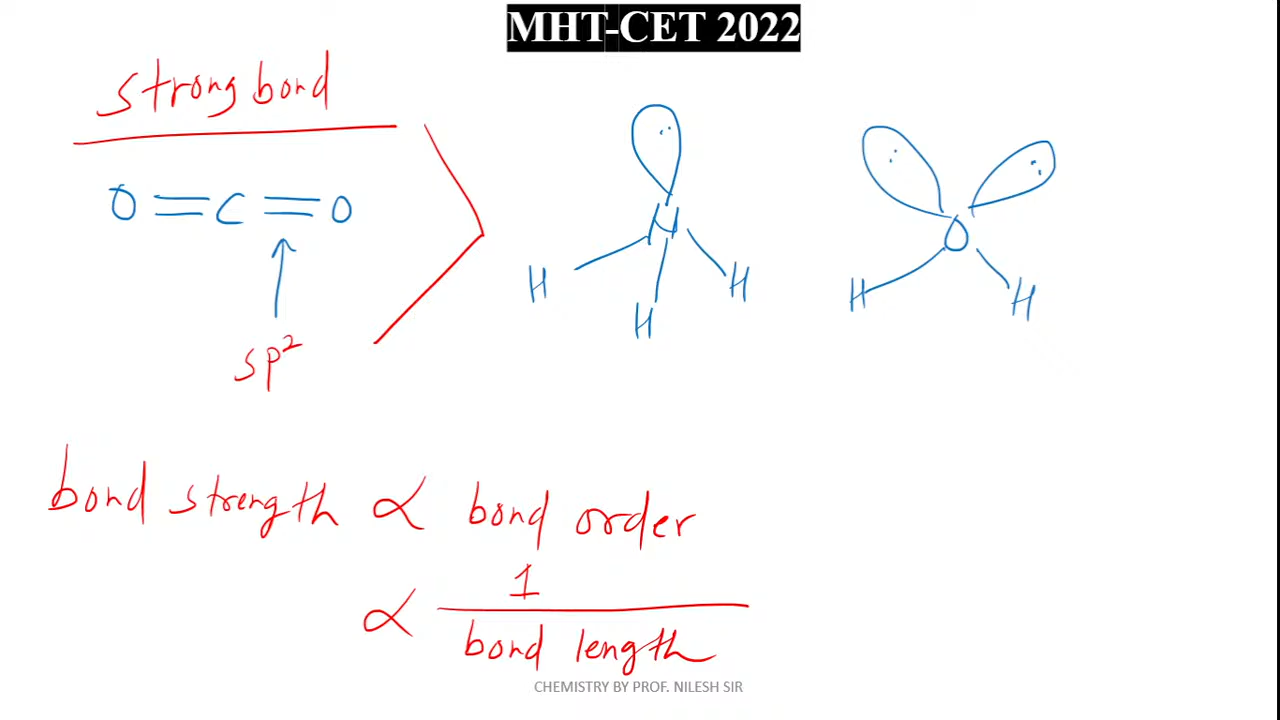 MHT-CET 2022
strong bond
O=C=O
sp²
N
H
H
H
O
H
H
bond strength ∝ bond order
∝ 1
bond length
CHEMISTRY BY PROF. NILESH SIR